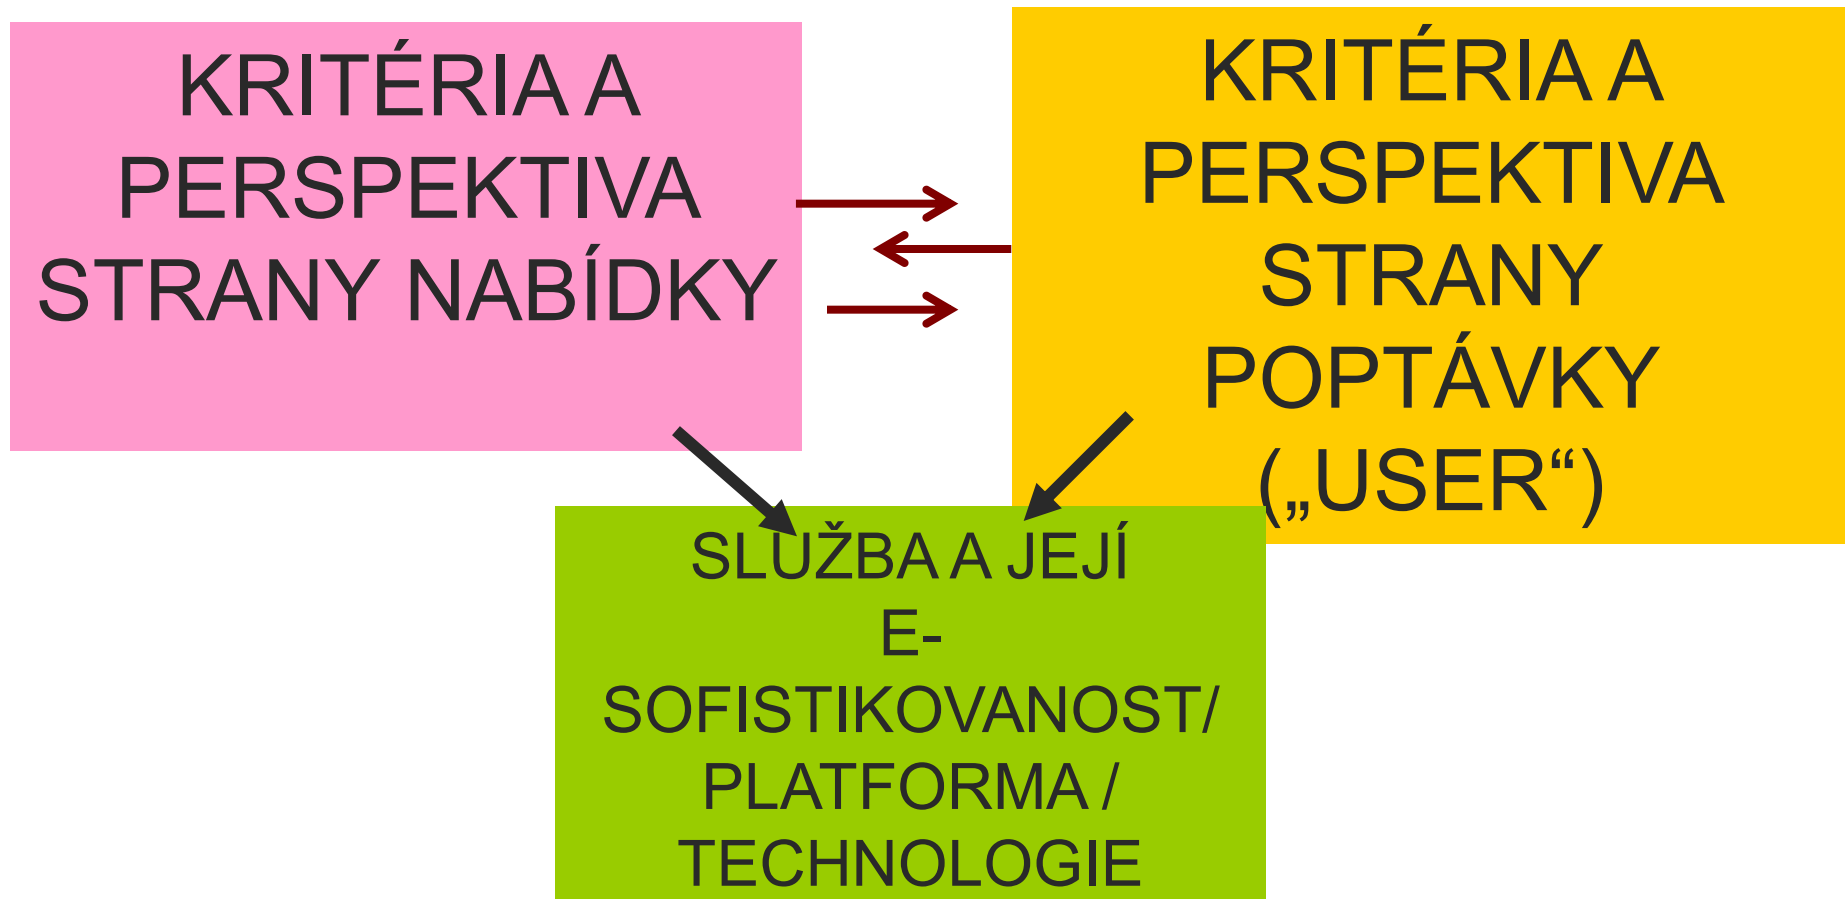 KRITÉRIA A
PERSPEKTIVA
STRANY NABÍDKY
KRITÉRIA A
PERSPEKTIVA
STRANY
POPTÁVKY
(„USER“)
SLUŽBA A JEJÍ
E-
SOFISTIKOVANOST/
PLATFORMA /
TECHNOLOGIE